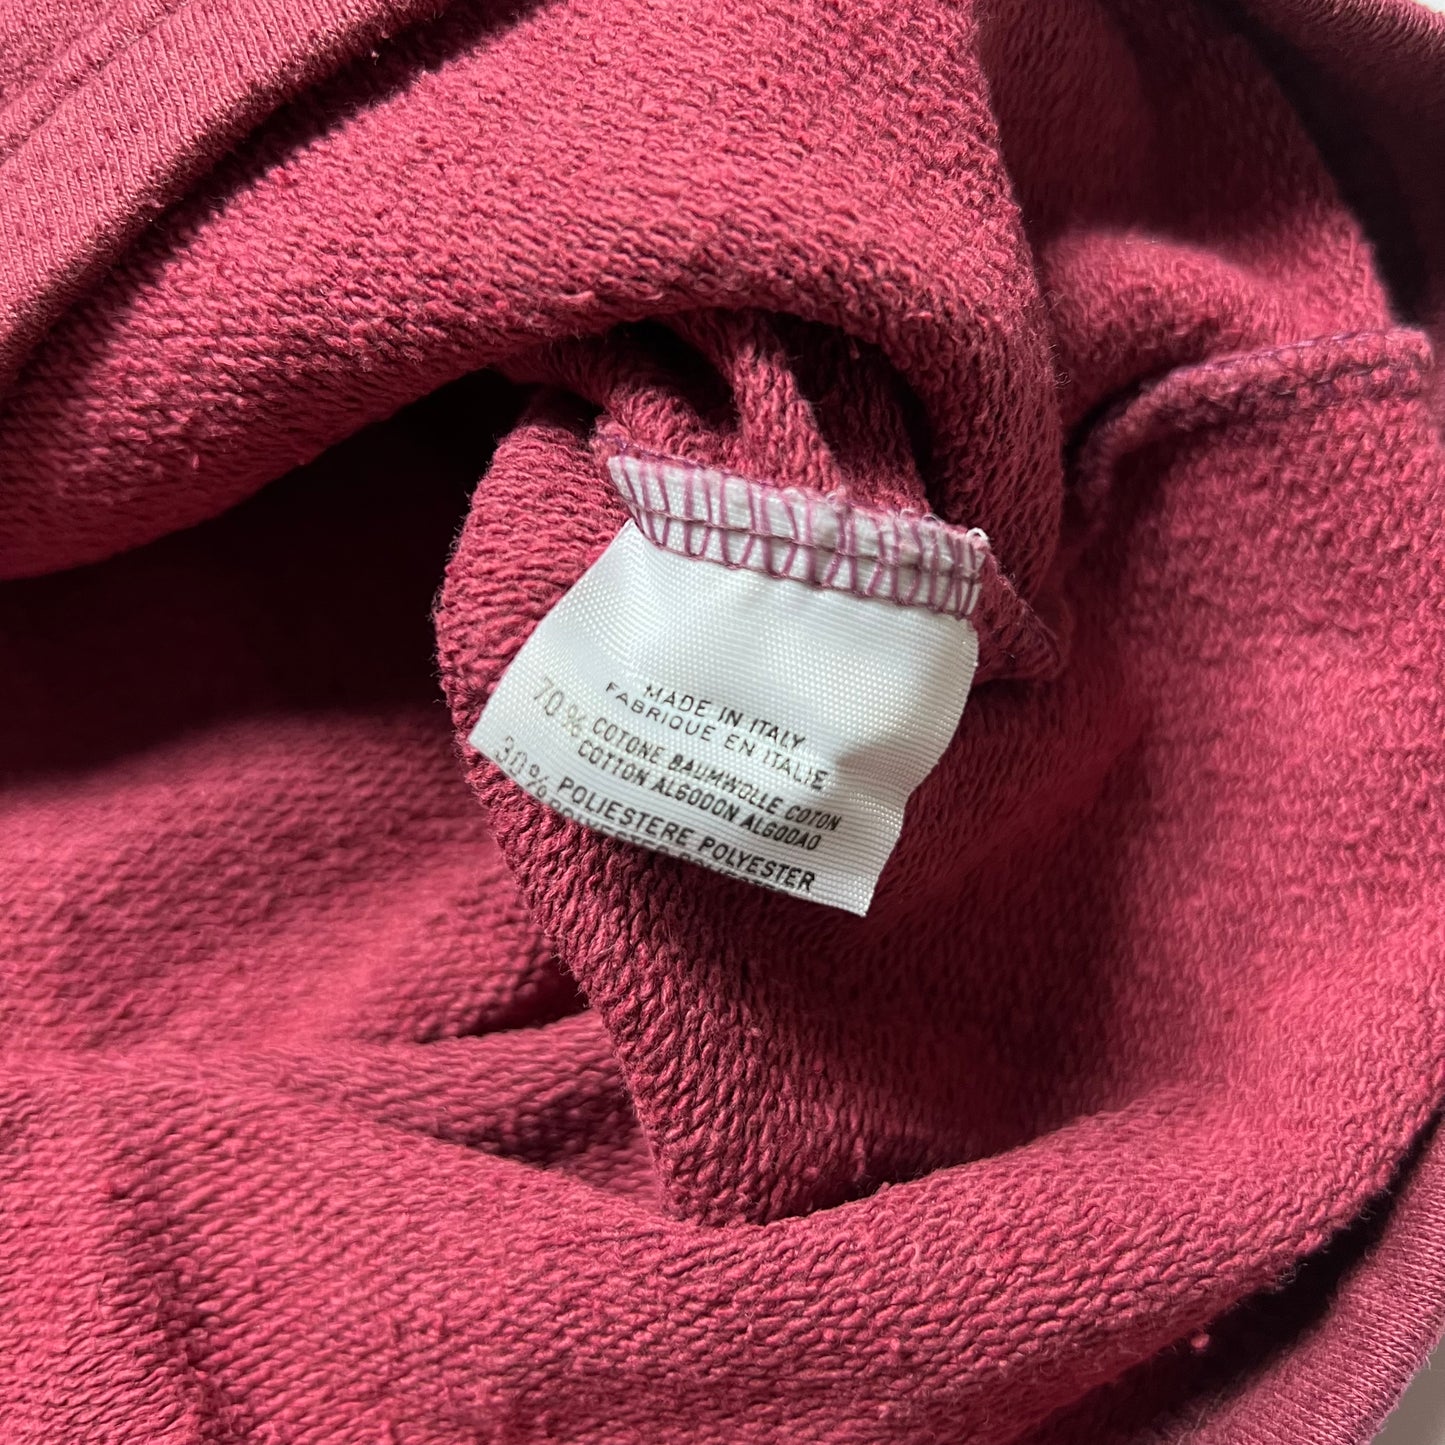 MADE IN ITALY
FABRIQUE EN ITALIE
70% COTONE BAUMWOLLE COTON
COTTON ALGODON ALGODAO
30% POLIESTERE POLYESTER